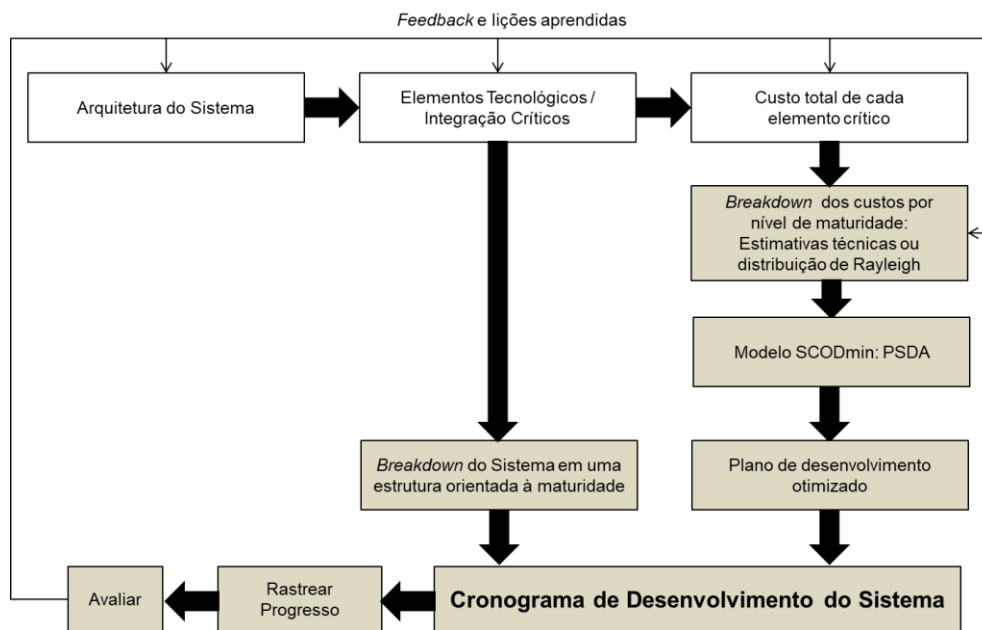 Feedback e lições aprendidas
Arquitetura do Sistema
Elementos Tecnológicos /
Integração Críticos
Custo total de cada
elemento crítico
Breakdown dos custos por
nível de maturidade:
Estimativas técnicas ou
distribuição de Rayleigh
Modelo SCODmin: PSDA
Breakdown do Sistema em uma
estrutura orientada à maturidade
Plano de desenvolvimento
otimizado
Avaliar
Rastrear
Progresso
Cronograma de Desenvolvimento do Sistema